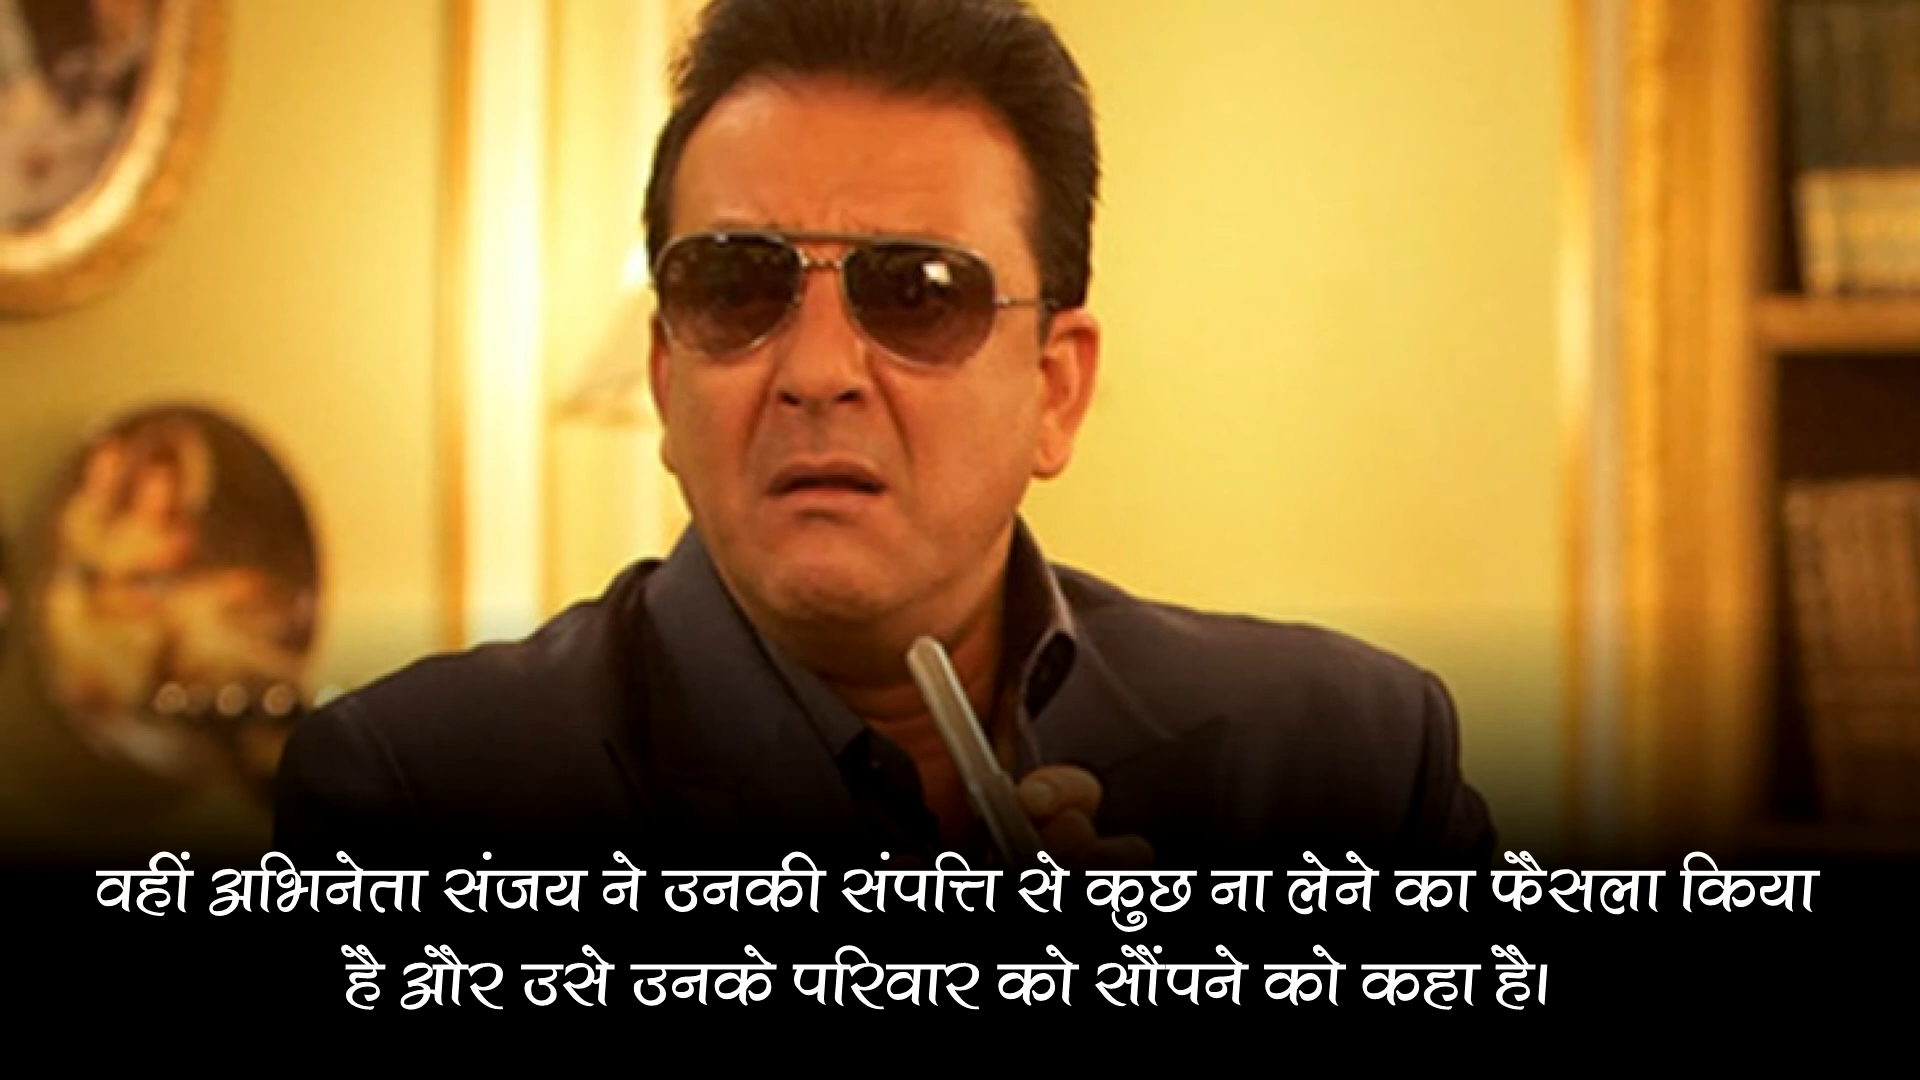 वहीं अभिनेता संजय ने उनकी संपत्ति से कुछ ना लेने का फैसला किया
है और उसे उनके परिवार को सौंपने को कहा है।